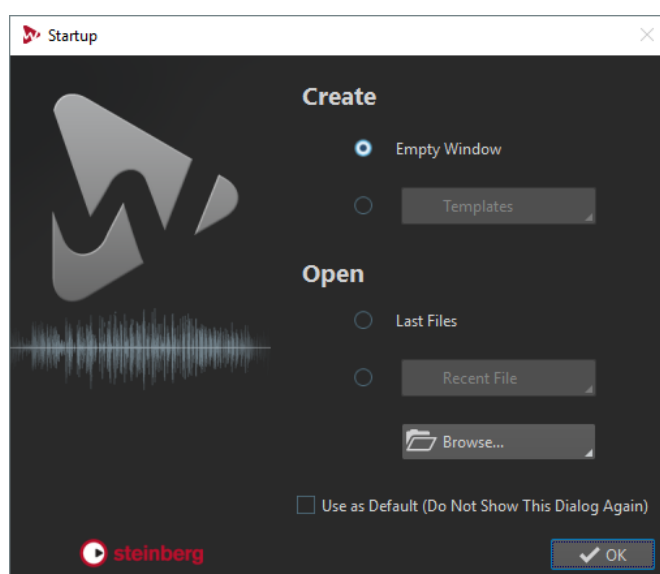 Startup
Create
Empty Window
Templates
Open
Last Files
Recent File
Browse...
Use as Default (Do Not Show This Dialog Again)
steinberg
OK